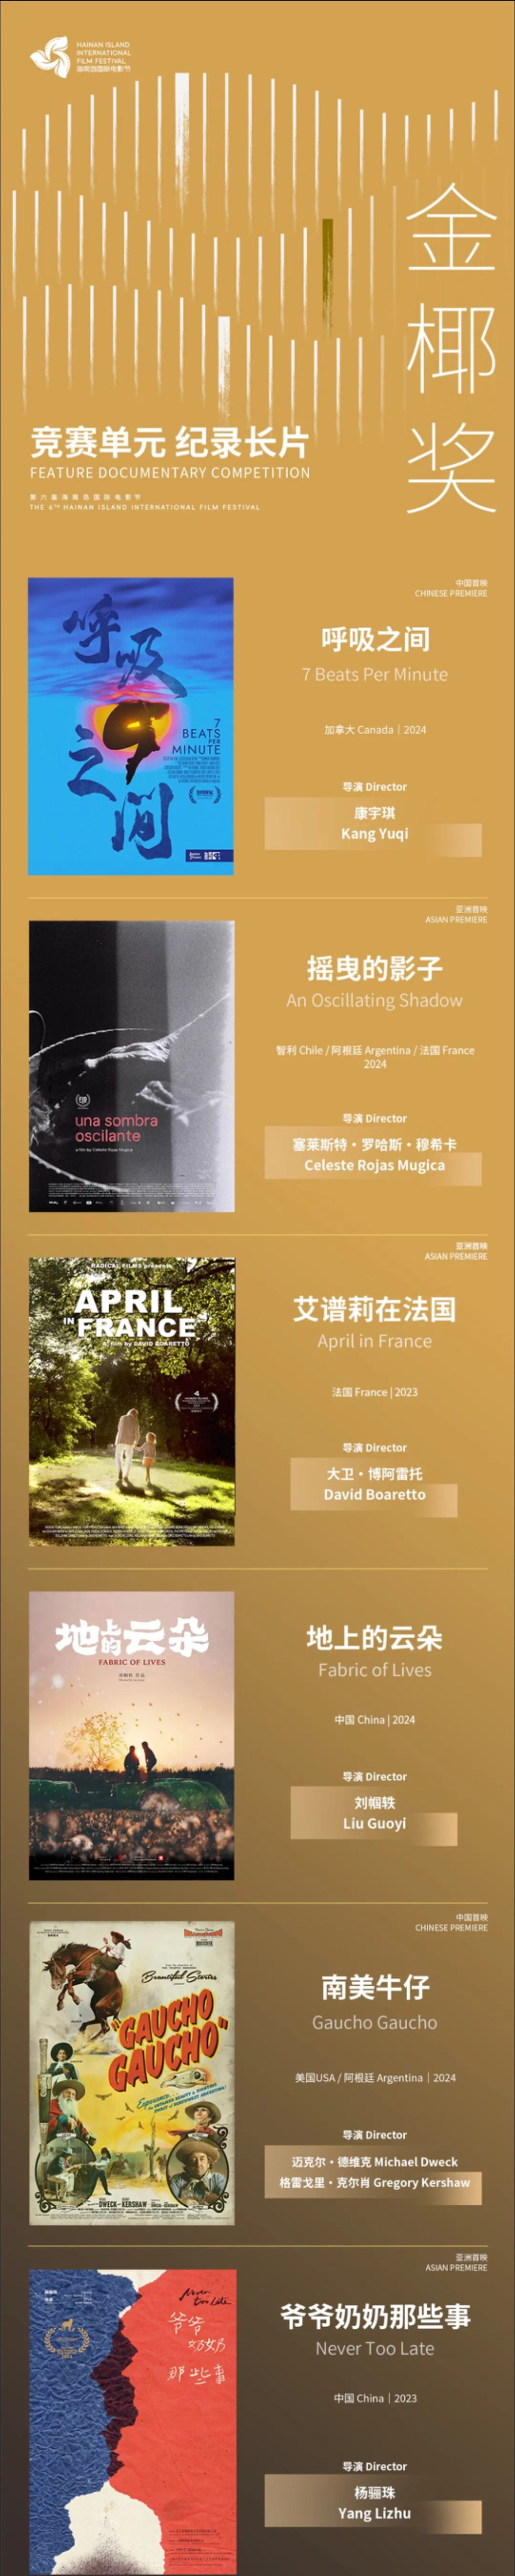 HAINAN ISLAND
INTERNATIONAL
FILM FESTIVAL
海南岛国际电影节
金椰奖
竞赛单元 纪录长片
FEATURE DOCUMENTARY COMPETITION
第六届海南岛国际电影节
THE 6TH HAINAN ISLAND INTERNATIONAL FILM FESTIVAL
呼吸之间
7
BEATS
PER
MINUTE
中国首映
CHINESE PREMIERE
呼吸之间
7 Beats Per Minute
加拿大 Canada | 2024
导演 Director
康宇琪
Kang Yuqi
una sombra
oscilante
a film by Celeste Rojas Mugica
亚洲首映
ASIAN PREMIERE
摇曳的影子
An Oscillating Shadow
智利 Chile / 阿根廷 Argentina / 法国 France
2024
导演 Director
塞莱斯特·罗哈斯·穆希卡
Celeste Rojas Mugica
RADICAL FILMS presents
APRIL
IN FRANCE
A film by DAVID BOARETTO
亚洲首映
ASIAN PREMIERE
艾谱莉在法国
April in France
法国 France | 2023
导演 Director
大卫·博阿雷托
David Boaretto
地上的云朵
FABRIC OF LIVES
地上的云朵
Fabric of Lives
中国 China | 2024
导演 Director
刘帼轶
Liu Guoyi
Beautiful Stories
"GAUCHO
GAUCHO"
DWECK KERSHAW
中国首映
CHINESE PREMIERE
南美牛仔
Gaucho Gaucho
美国USA / 阿根廷 Argentina | 2024
导演 Director
迈克尔·德维克 Michael Dweck
格雷戈里·克尔肖 Gregory Kershaw
Never
too Late
爷爷
奶奶
那些事
亚洲首映
ASIAN PREMIERE
爷爷奶奶那些事
Never Too Late
中国 China | 2023
导演 Director
杨骊珠
Yang Lizhu